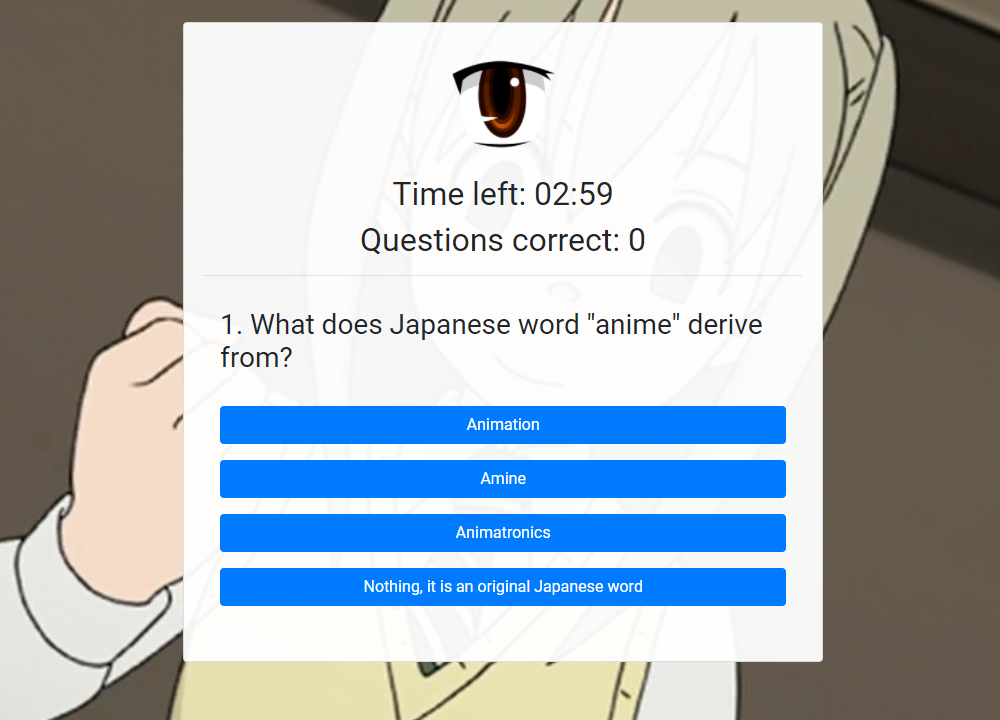 Time left: 02:59
Questions correct: 0
1. What does Japanese word "anime" derive
from?
Animation
Amine
Animatronics
Nothing, it is an original Japanese word